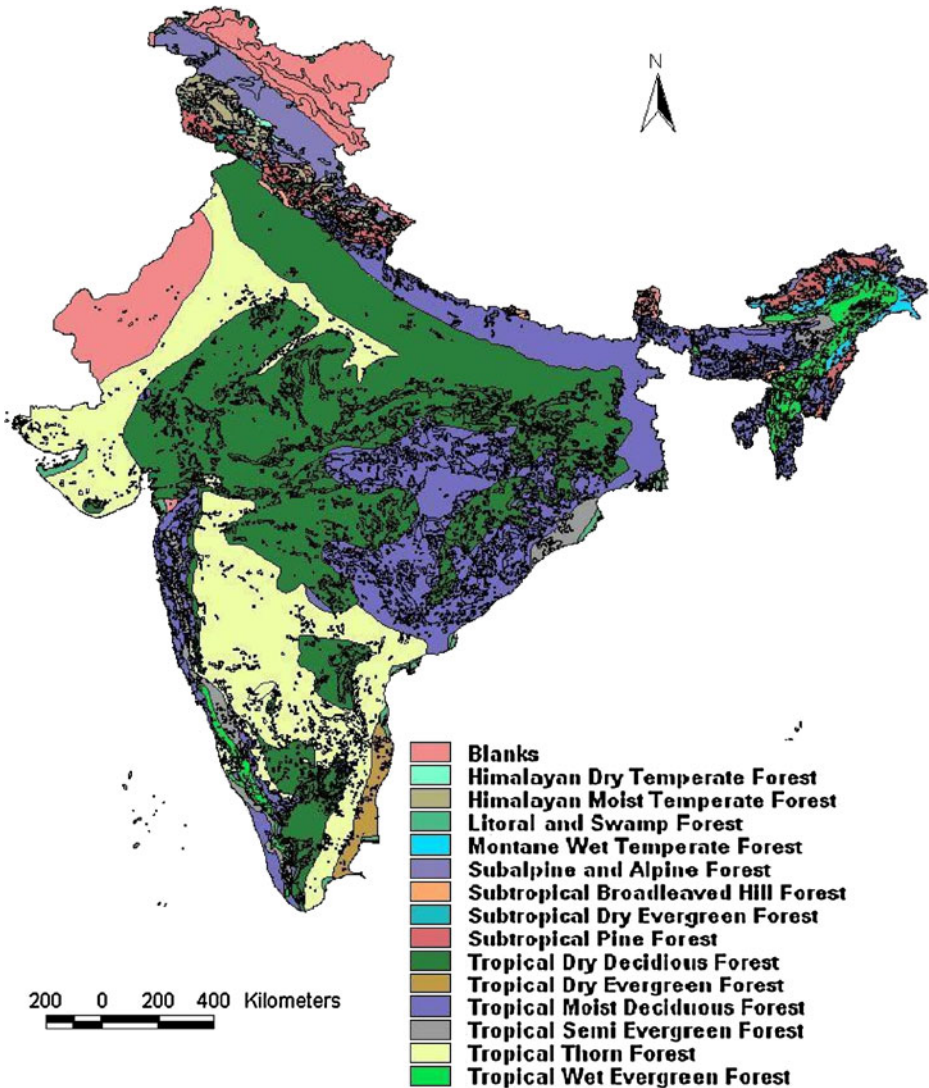 N
Blanks
Himalayan Dry Temperate Forest
Himalayan Moist Temperate Forest
Litoral and Swamp Forest
Montane Wet Temperate Forest
Subalpine and Alpine Forest
Subtropical Broadleaved Hill Forest
Subtropical Dry Evergreen Forest
Subtropical Pine Forest
Tropical Dry Decidious Forest
Tropical Dry Evergreen Forest
Tropical Moist Deciduous Forest
Tropical Semi Evergreen Forest
Tropical Thorn Forest
Tropical Wet Evergreen Forest
200 0 200 400 Kilometers